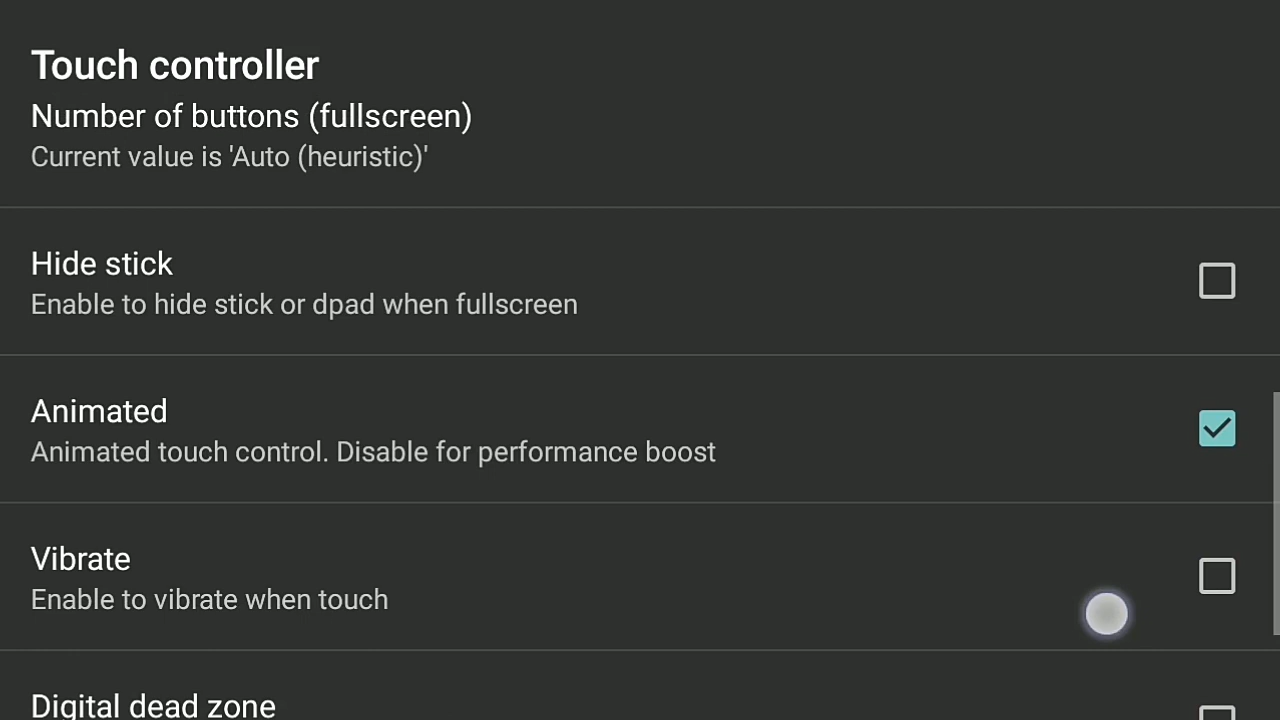 Touch controller
Number of buttons (fullscreen)
Current value is 'Auto (heuristic)'
Hide stick
Enable to hide stick or dpad when fullscreen
Animated
Animated touch control. Disable for performance boost
Vibrate
Enable to vibrate when touch
Digital dead zone